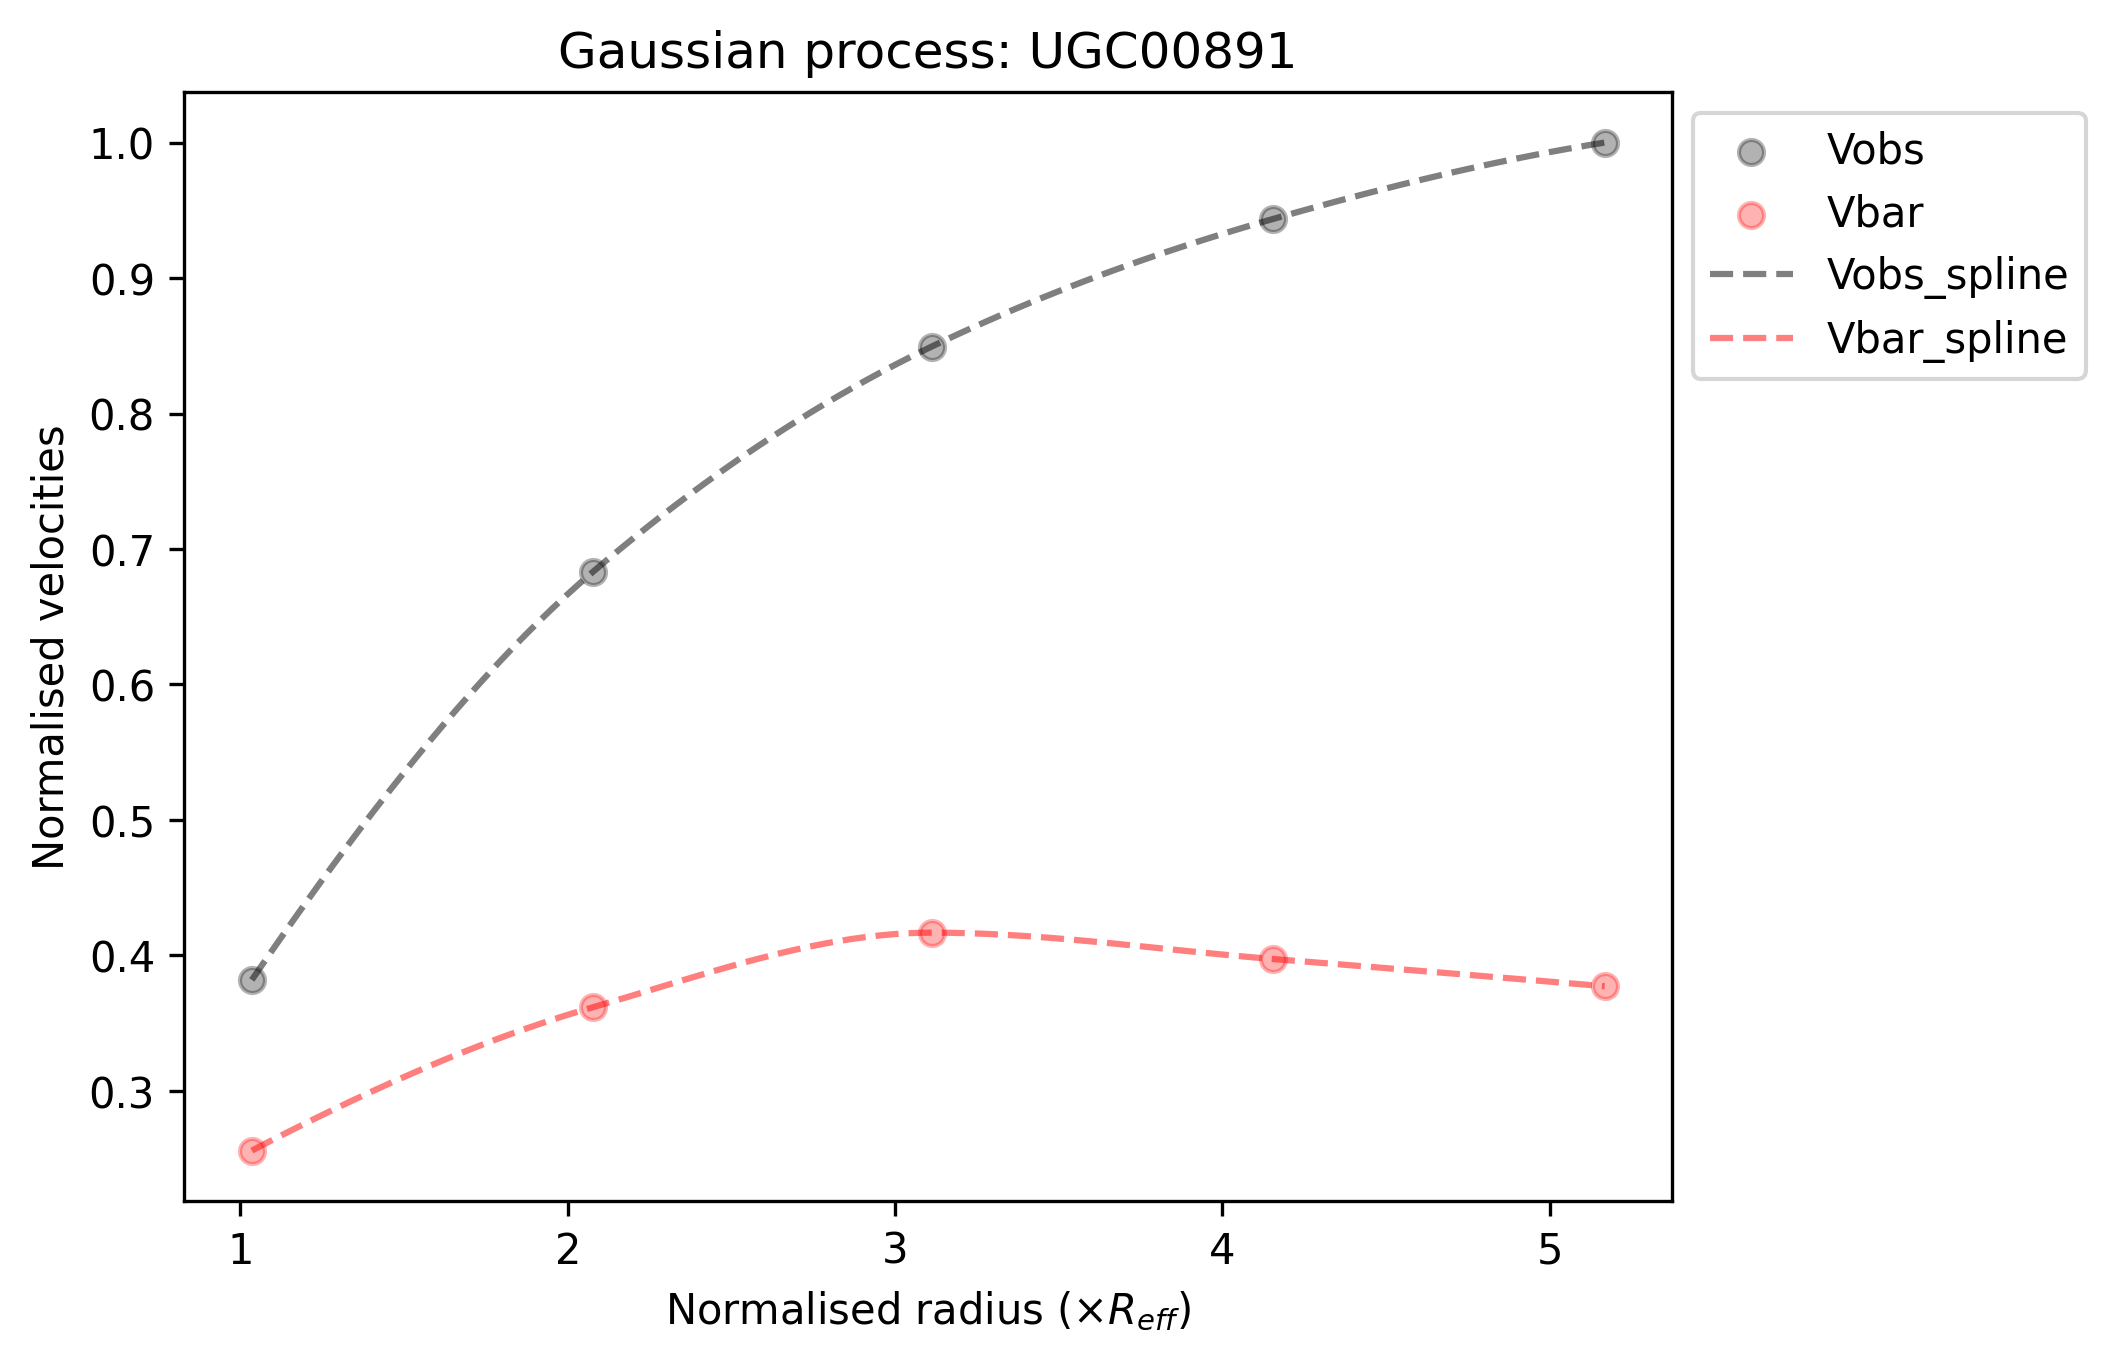 Gaussian process: UGC00891
Normalised velocities
1.0
0.9
0.8
0.7
0.6
0.5
0.4
0.3
1 2 3 4 5
Normalised radius (×R_eff)
Vobs
Vbar
Vobs_spline
Vbar_spline